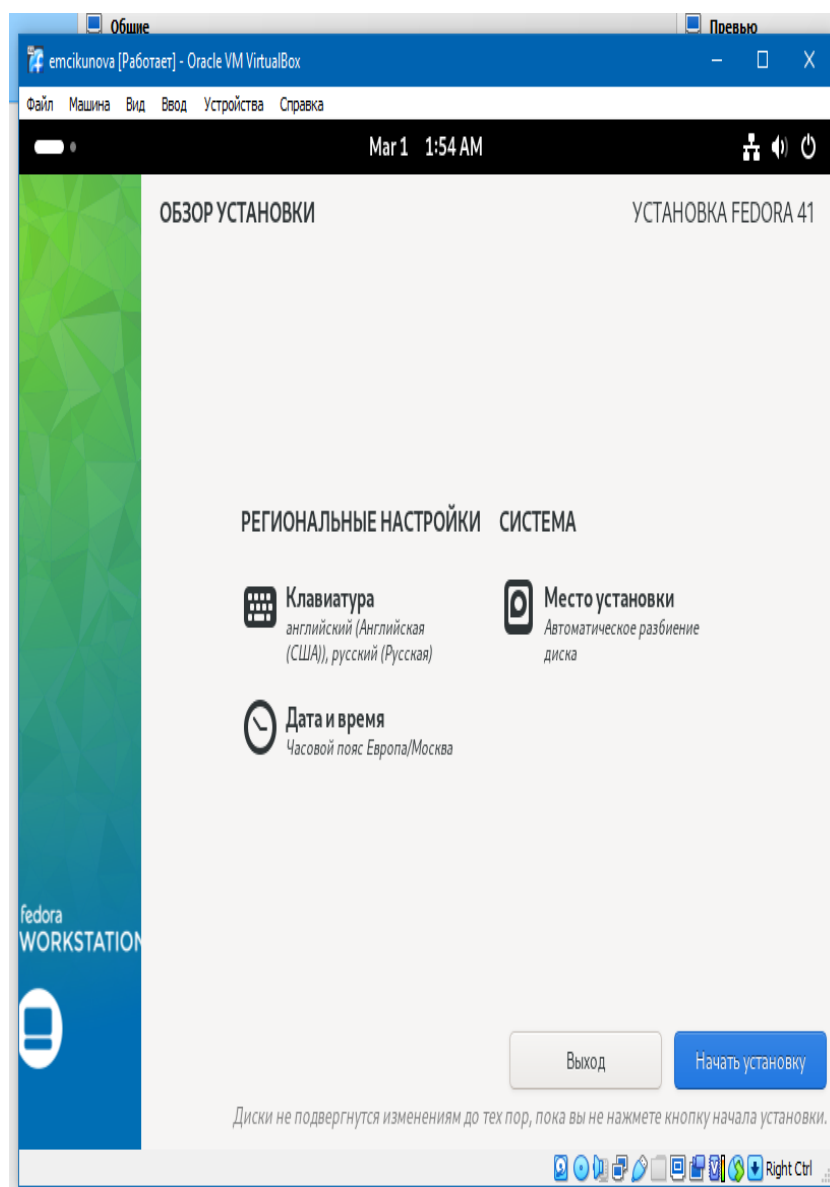 Общие
Превью
emcikunova [Работает] - Oracle VM VirtualBox
Файл Машина Вид Ввод Устройства Справка
Mar 1 1:54 AM
ОБЗОР УСТАНОВКИ
УСТАНОВКА FEDORA 41
РЕГИОНАЛЬНЫЕ НАСТРОЙКИ
СИСТЕМА
Клавиатура
английский (Английская
(США)), русский (Русская)
Место установки
Автоматическое разбиение
диска
Дата и время
Часовой пояс Европа/Москва
fedora
WORKSTATION
Выход
Начать установку
Диски не подвергнутся изменениям до тех пор, пока вы не нажмете кнопку начала установки.
Right Ctrl